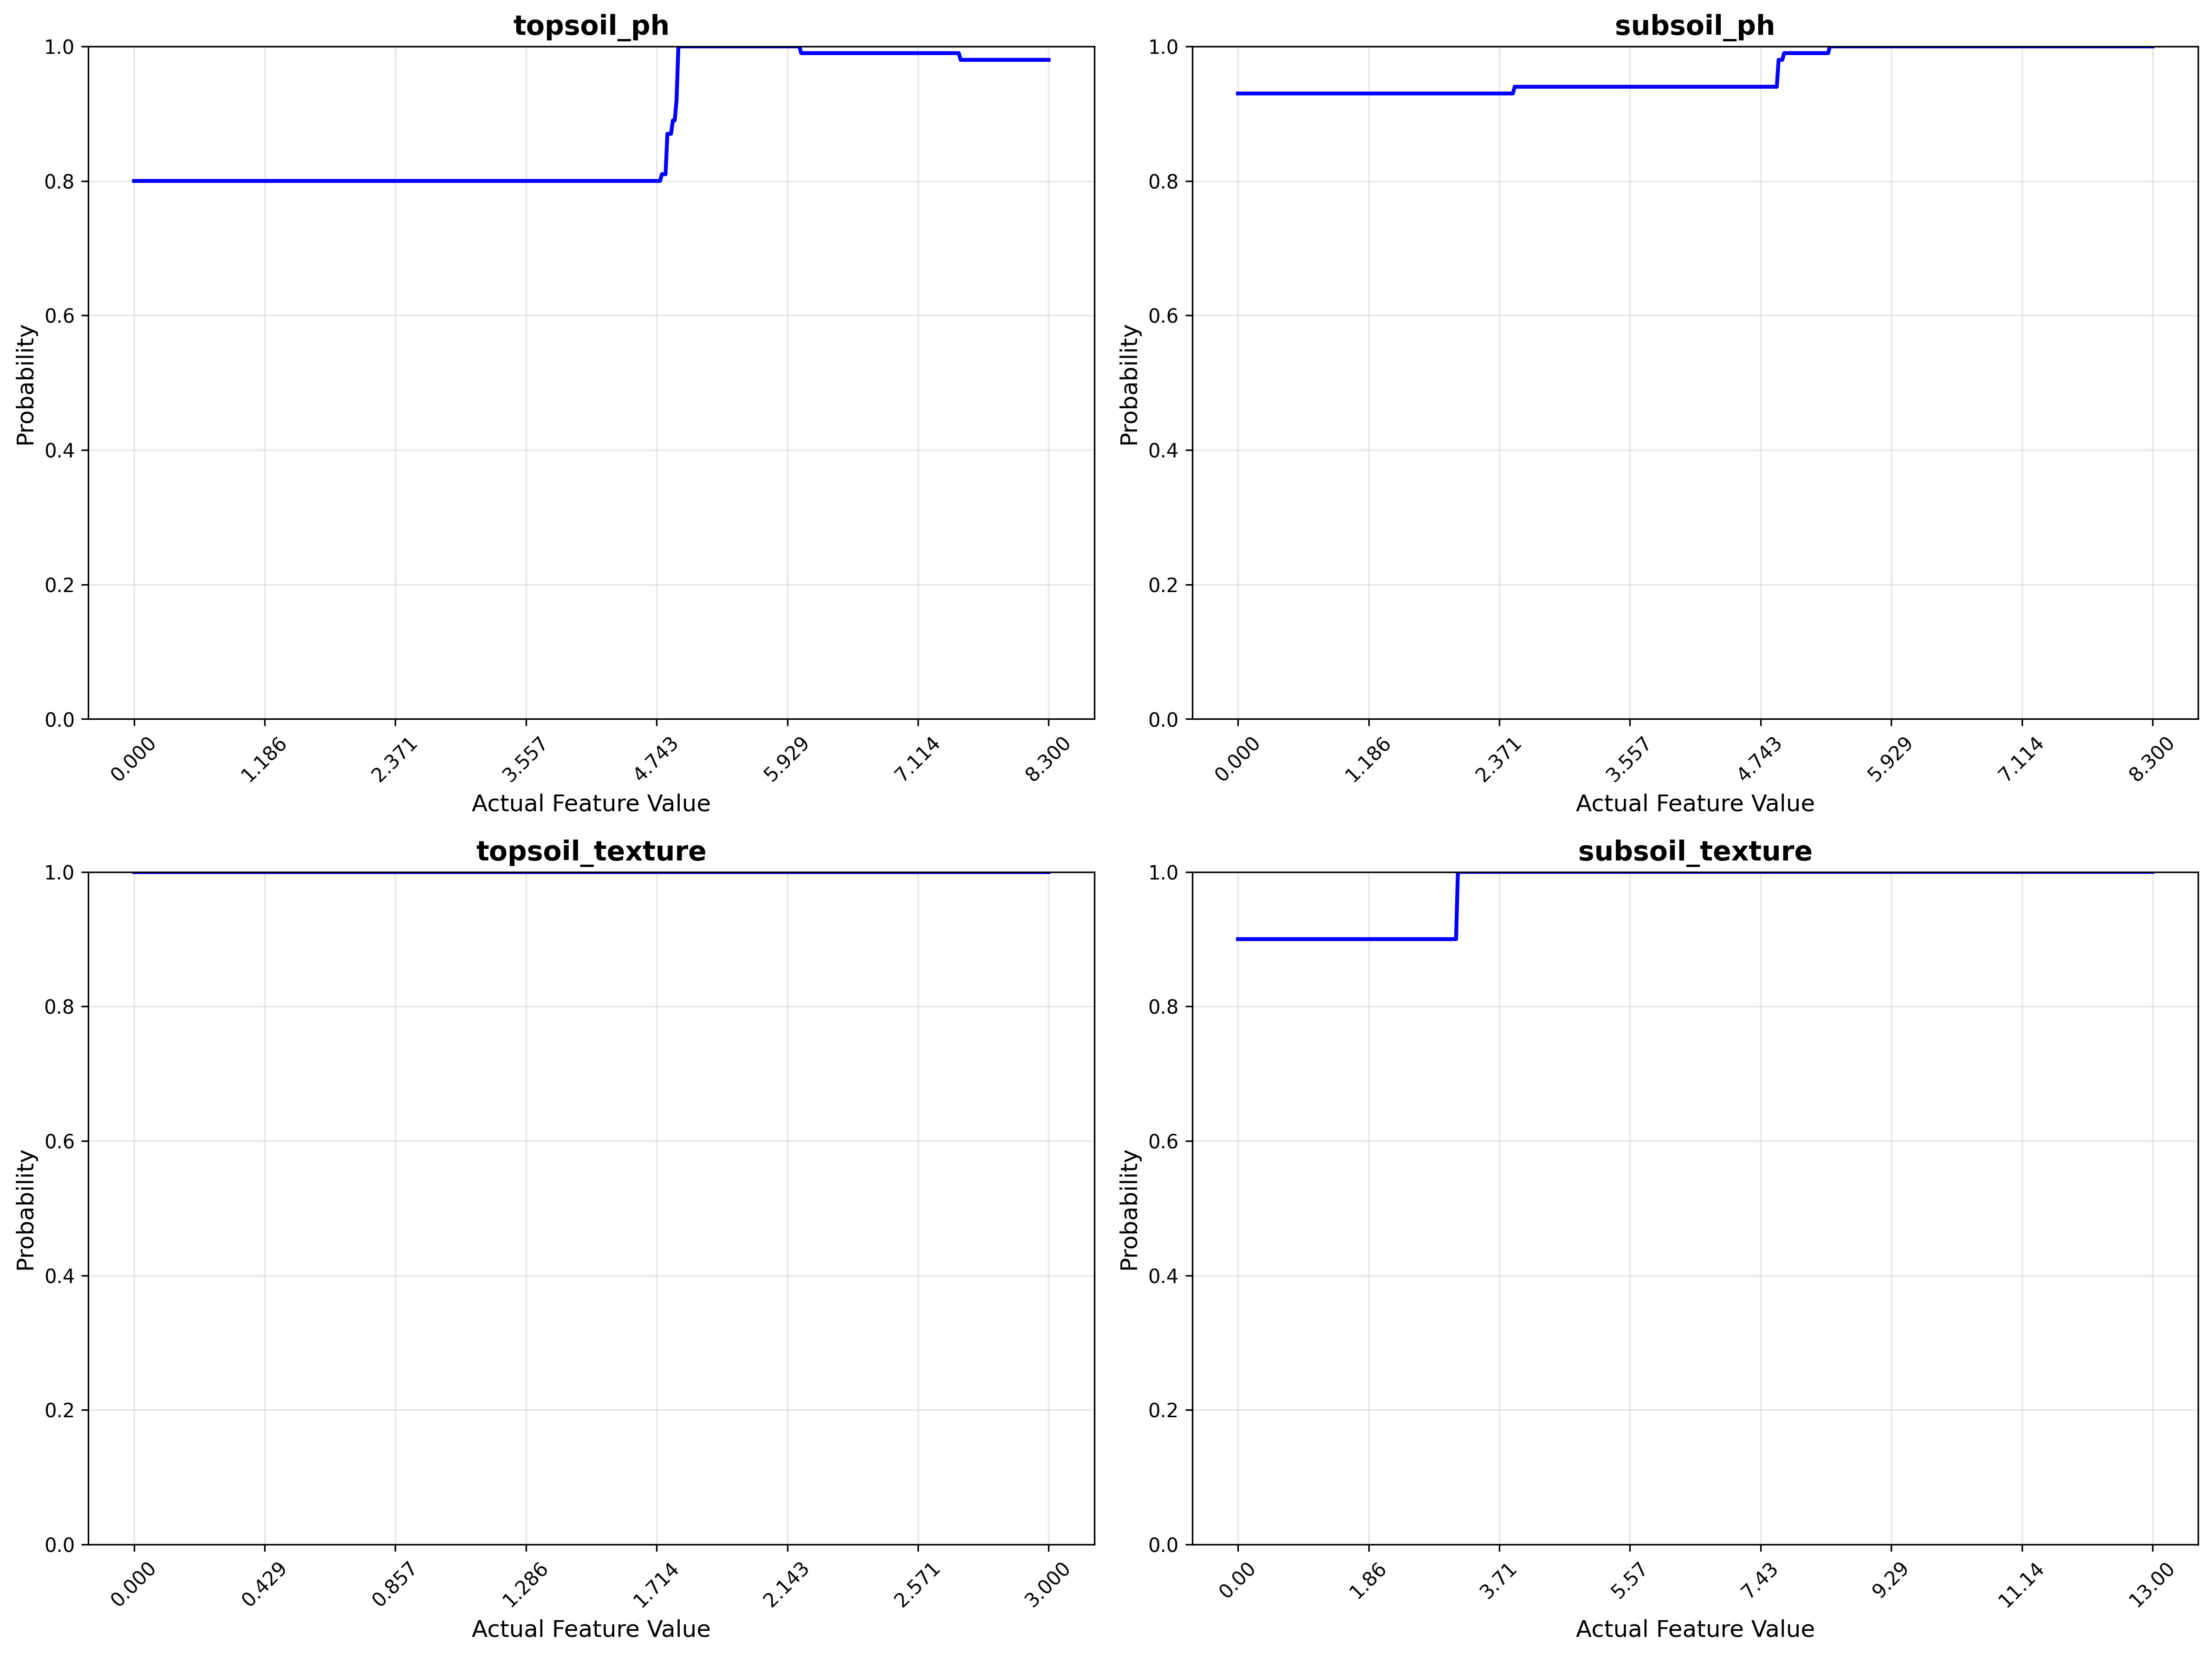 topsoil_ph
1.0
0.8
0.6
0.4
0.2
0.0
Probability
0.000 1.186 2.371 3.557 4.743 5.929 7.114 8.300
Actual Feature Value
subsoil_ph
1.0
0.8
0.6
0.4
0.2
0.0
Probability
0.000 1.186 2.371 3.557 4.743 5.929 7.114 8.300
Actual Feature Value
topsoil_texture
1.0
0.8
0.6
0.4
0.2
0.0
Probability
0.000 0.429 0.857 1.286 1.714 2.143 2.571 3.000
Actual Feature Value
subsoil_texture
1.0
0.8
0.6
0.4
0.2
0.0
Probability
0.00 1.86 3.71 5.57 7.43 9.29 11.14 13.00
Actual Feature Value